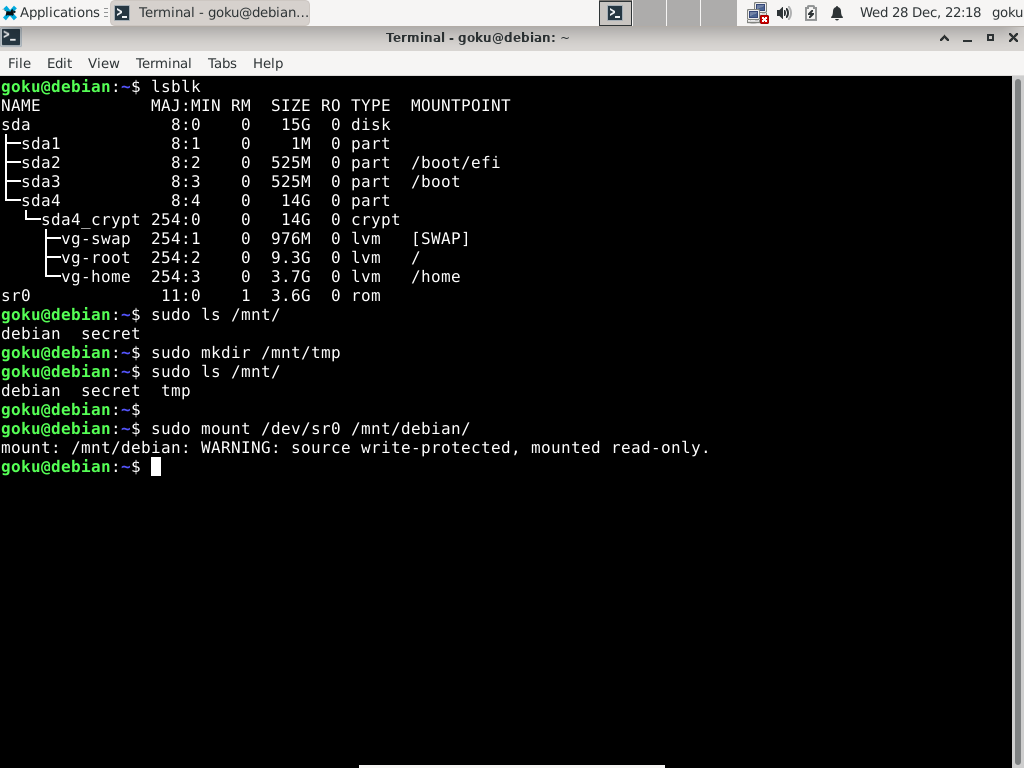 Applications Terminal - goku@debian... Wed 28 Dec, 22:18 goku
Terminal - goku@debian: ~
File Edit View Terminal Tabs Help
goku@debian:~$ lsblk
NAME           MAJ:MIN RM  SIZE RO TYPE  MOUNTPOINT
sda              8:0    0   15G  0 disk
├─sda1           8:1    0    1M  0 part
├─sda2           8:2    0  525M  0 part  /boot/efi
├─sda3           8:3    0  525M  0 part  /boot
└─sda4           8:4    0   14G  0 part
  └─sda4_crypt 254:0    0   14G  0 crypt
    ├─vg-swap  254:1    0  976M  0 lvm   [SWAP]
    ├─vg-root  254:2    0  9.3G  0 lvm   /
    └─vg-home  254:3    0  3.7G  0 lvm   /home
sr0             11:0    1  3.6G  0 rom
goku@debian:~$ sudo ls /mnt/
debian  secret
goku@debian:~$ sudo mkdir /mnt/tmp
goku@debian:~$ sudo ls /mnt/
debian  secret  tmp
goku@debian:~$
goku@debian:~$ sudo mount /dev/sr0 /mnt/debian/
mount: /mnt/debian: WARNING: source write-protected, mounted read-only.
goku@debian:~$